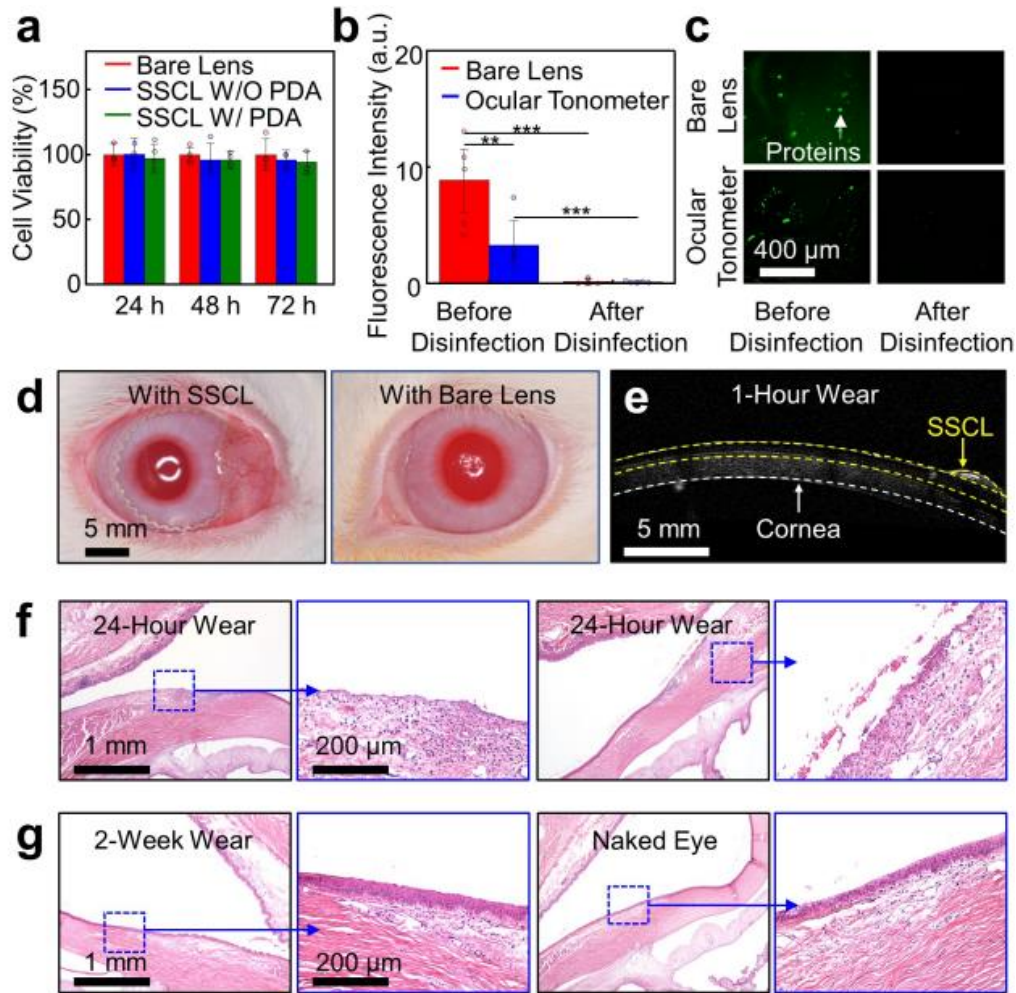 a
Cell Viability (%)
150
100
50
0
Bare Lens
SSCL W/O PDA
SSCL W/ PDA
24 h 48 h 72 h
b
Fluorescence Intensity (a.u.)
20
10
0
Bare Lens
Ocular Tonometer
***
**
***
Before
Disinfection
After
Disinfection
c
Bare
Lens
Proteins
Ocular
Tonometer
400 µm
Before
Disinfection
After
Disinfection
d
With SSCL
5 mm
With Bare Lens
e
1-Hour Wear
SSCL
Cornea
5 mm
f
24-Hour Wear
1 mm
200 µm
24-Hour Wear
g
2-Week Wear
1 mm
200 µm
Naked Eye